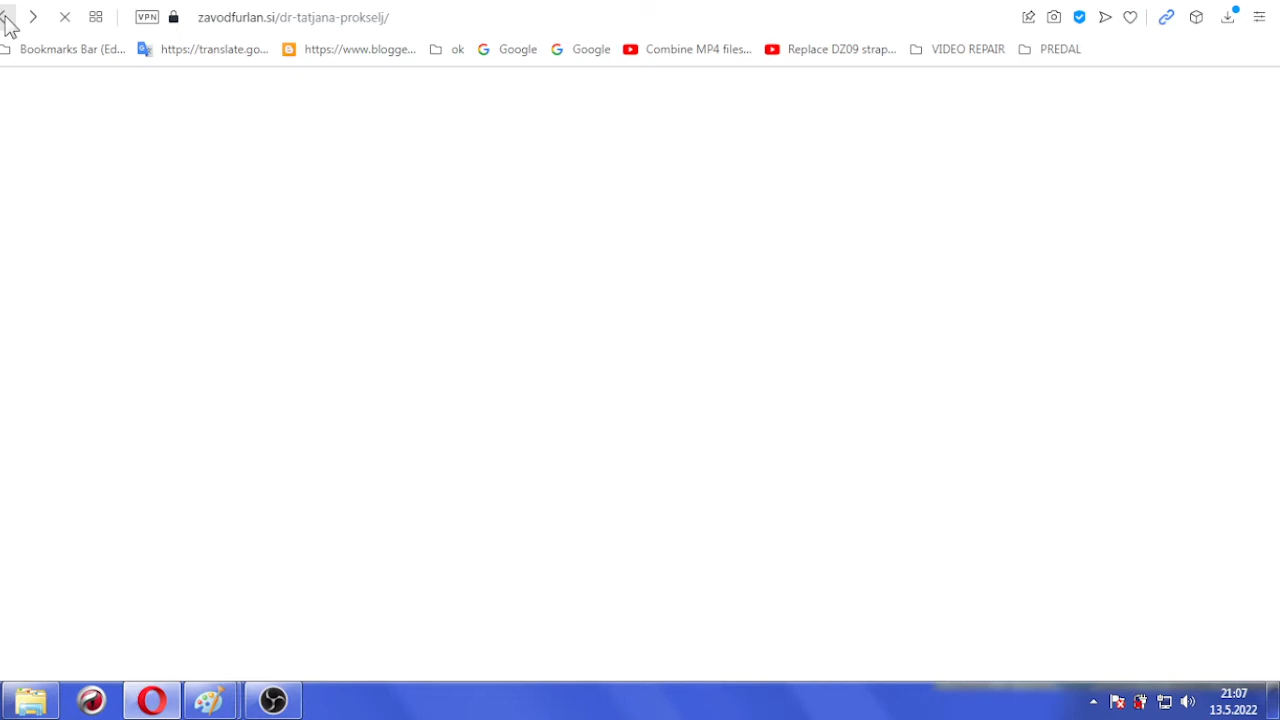 VPN zavodfurlan.si/dr-tatjana-prokselj/
Bookmarks Bar (Ed... https://translate.go... https://www.blogge... ok Google Google Combine MP4 files... Replace DZ09 strap... VIDEO REPAIR PREDAL
21:07
13.5.2022